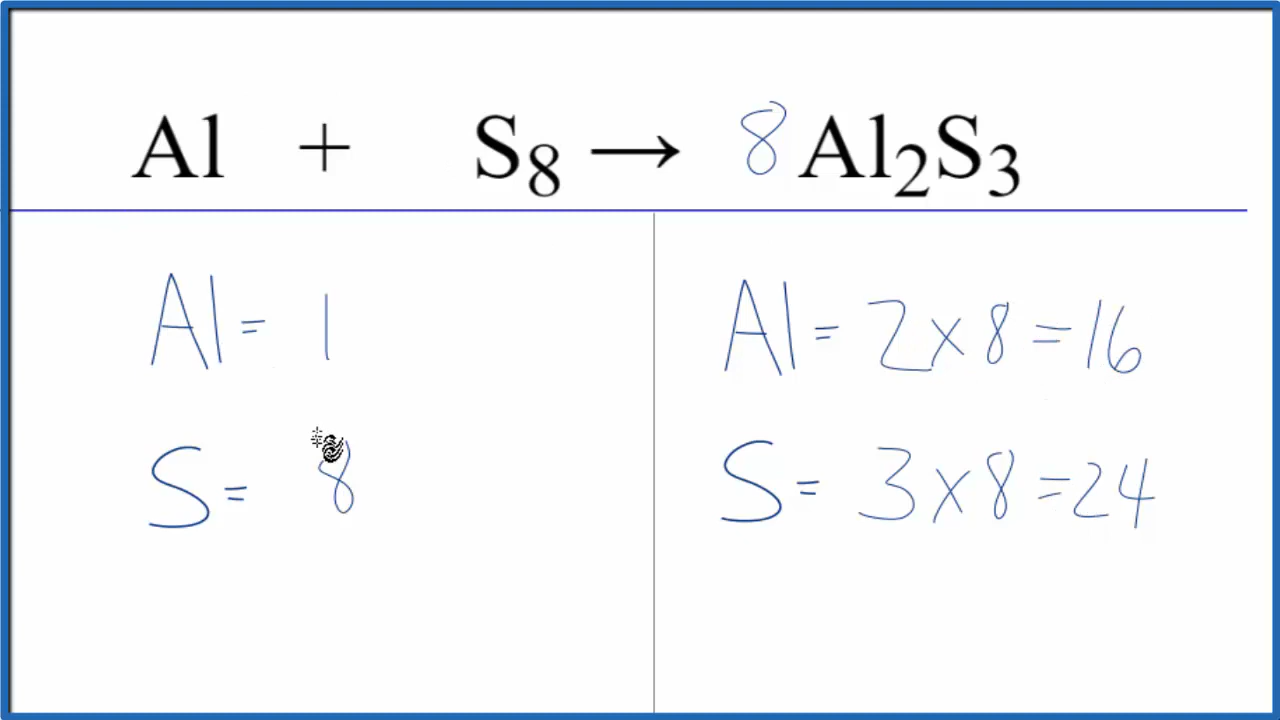 Al + S₈ → 8 Al₂S₃
Al = 1
S = 8
Al = 2 x 8 = 16
S = 3 x 8 = 24